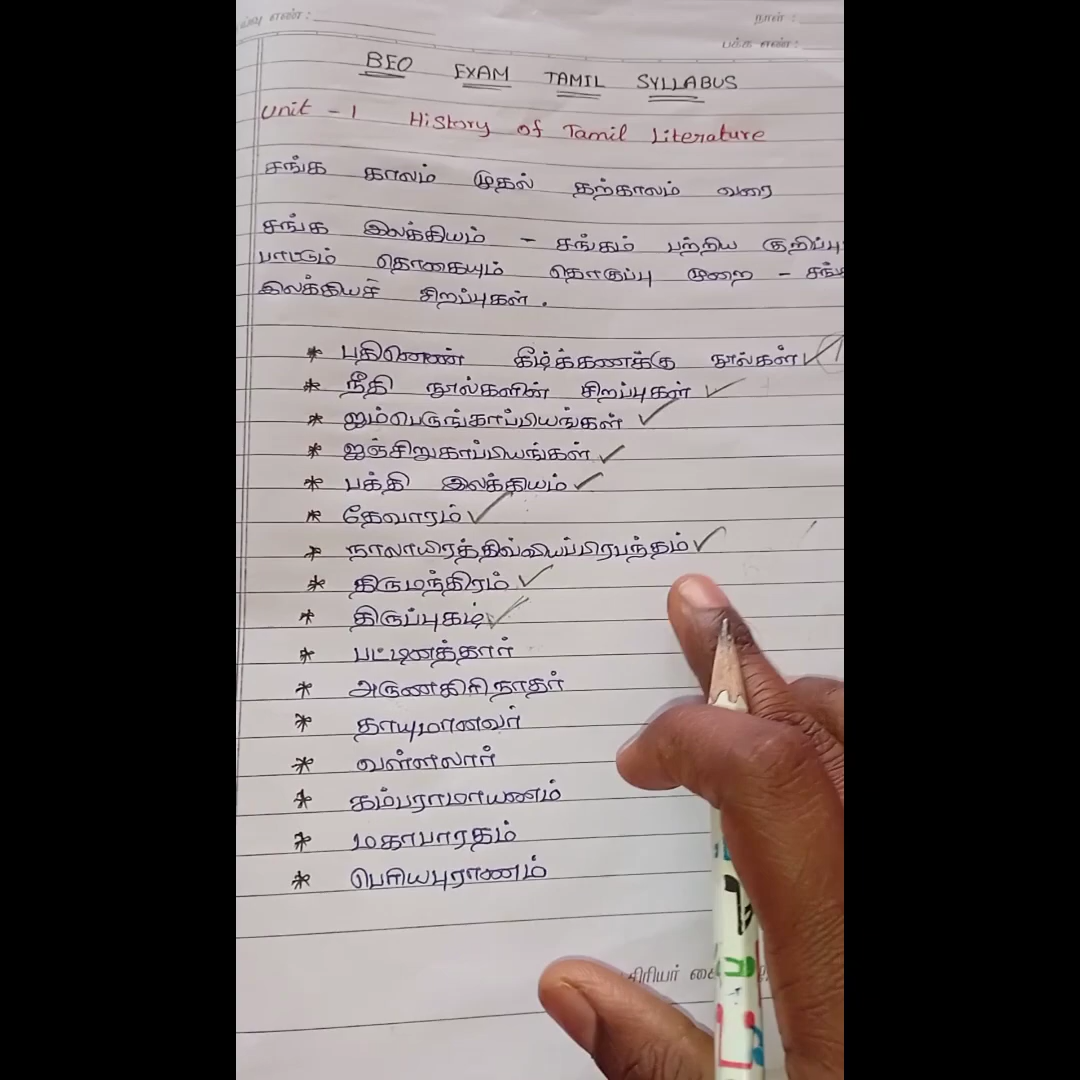 ய்வு எண் :
நாள் :
பக்க எண் :
BEO EXAM TAMIL SYLLABUS
Unit - 1 History of Tamil Literature
சங்க காலம் முதல் தற்காலம் வரை
சங்க இலக்கியம் - சங்கம் பற்றிய குறிப்பு
பாட்டும் தொகையும் தொகுப்பு முறை - சங்
இலக்கியச் சிறப்புகள் .
* பதினெண் கீழ்க்கணக்கு நூல்கள்
* நீதி நூல்களின் சிறப்புகள்
* ஐம்பெருங்காப்பியங்கள்
* ஐஞ்சிறுகாப்பியங்கள்
* பக்தி இலக்கியம்
* தேவாரம்
* நாலாயிரத்திவ்வியப்பிரபந்தம்
* திருமந்திரம்
* திருப்புகழ்
* பட்டினத்தார்
* அருணகிரிநாதர்
* தாயுமானவர்
* வள்ளலார்
* கம்பராமாயணம்
* மகாபாரதம்
* பெரியபுராணம்
சிரியர் கை